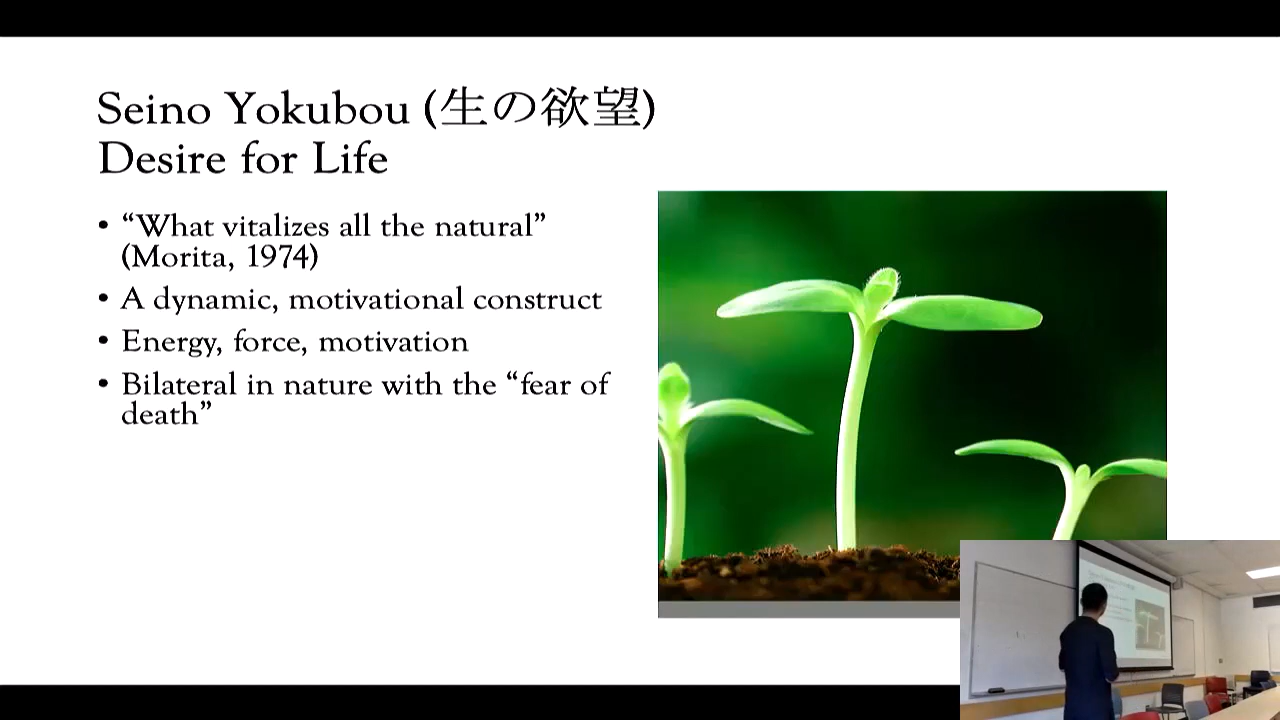 Seino Yokubou (生の欲望)
Desire for Life
• “What vitalizes all the natural”
(Morita, 1974)
• A dynamic, motivational construct
• Energy, force, motivation
• Bilateral in nature with the “fear of
death”